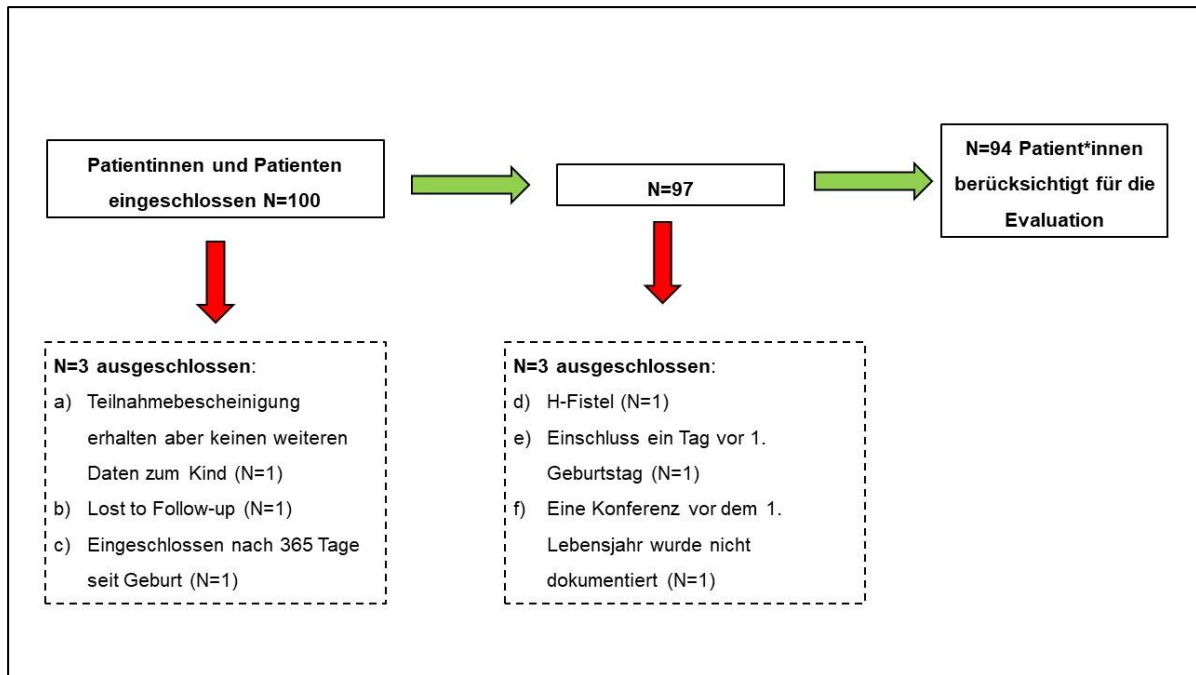 Patientinnen und Patienten
eingeschlossen N=100
N=97
N=94 Patient*innen
berücksichtigt für die
Evaluation
N=3 ausgeschlossen:
a) Teilnahmebescheinigung
erhalten aber keinen weiteren
Daten zum Kind (N=1)
b) Lost to Follow-up (N=1)
c) Eingeschlossen nach 365 Tage
seit Geburt (N=1)
N=3 ausgeschlossen:
d) H-Fistel (N=1)
e) Einschluss ein Tag vor 1.
Geburtstag (N=1)
f) Eine Konferenz vor dem 1.
Lebensjahr wurde nicht
dokumentiert (N=1)